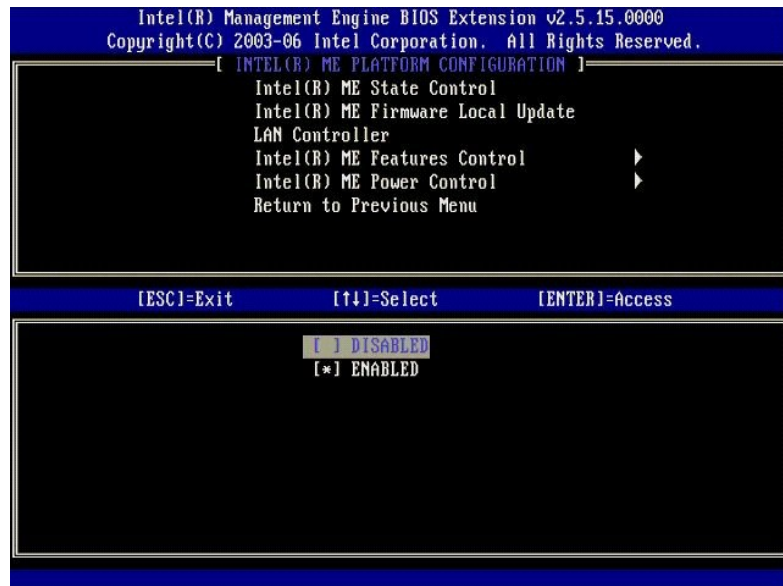 Intel(R) Management Engine BIOS Extension v2.5.15.0000
Copyright(C) 2003-06 Intel Corporation. All Rights Reserved.
[ INTEL(R) ME PLATFORM CONFIGURATION ]
Intel(R) ME State Control
Intel(R) ME Firmware Local Update
LAN Controller
Intel(R) ME Features Control
Intel(R) ME Power Control
Return to Previous Menu
[ESC]=Exit [↑↓]=Select [ENTER]=Access
[ ] DISABLED
[*] ENABLED